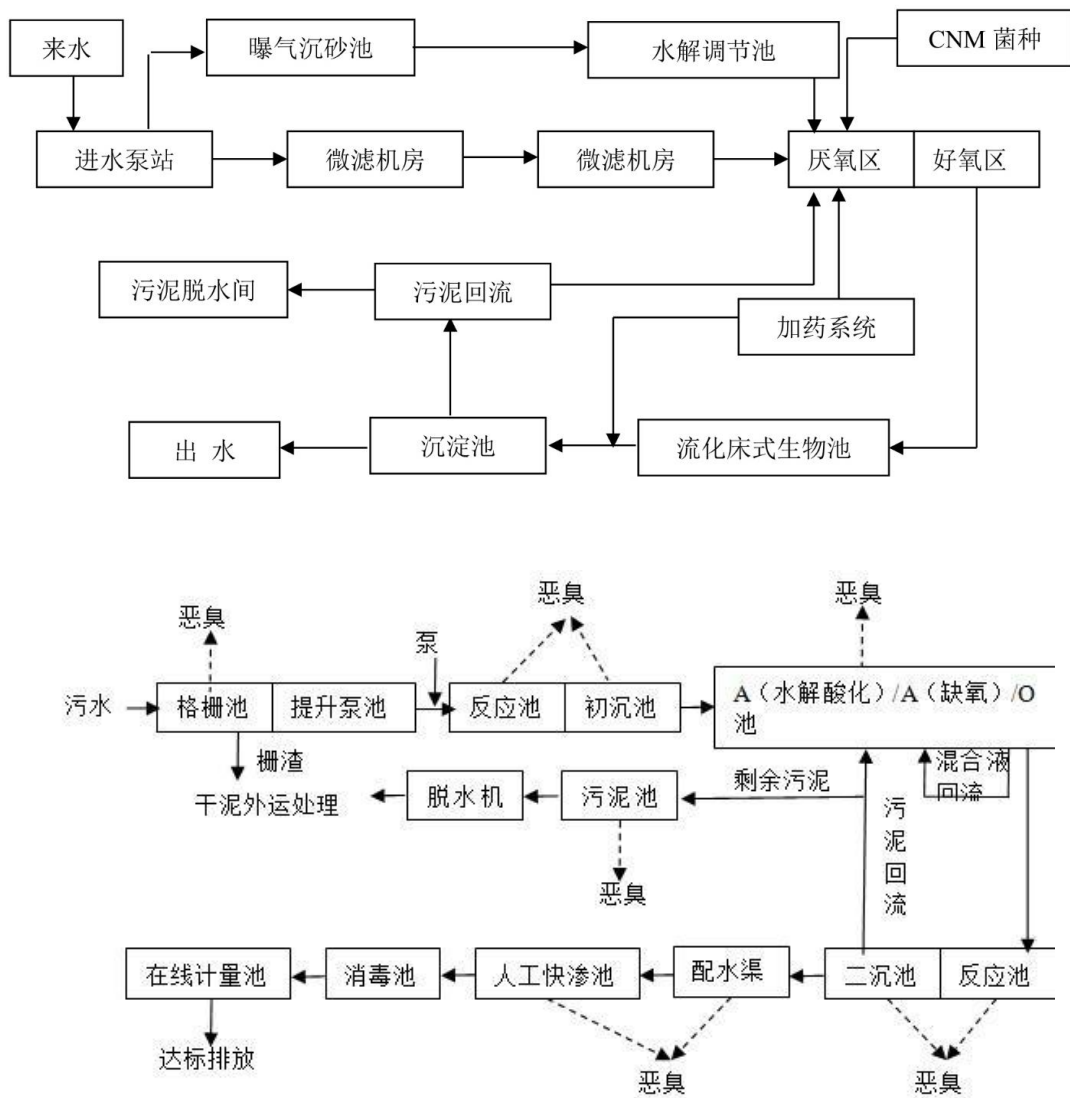 来水
曝气沉砂池
水解调节池
CNM 菌种
进水泵站
微滤机房
微滤机房
厌氧区
好氧区
污泥脱水间
污泥回流
加药系统
出 水
沉淀池
流化床式生物池
恶臭
恶臭
恶臭
泵
污水
格栅池
提升泵池
反应池
初沉池
A（水解酸化）/A（缺氧）/O
池
栅渣
混合液
回流
干泥外运处理
脱水机
污泥池
剩余污泥
污
泥
回
流
恶臭
在线计量池
消毒池
人工快渗池
配水渠
二沉池
反应池
达标排放
恶臭
恶臭